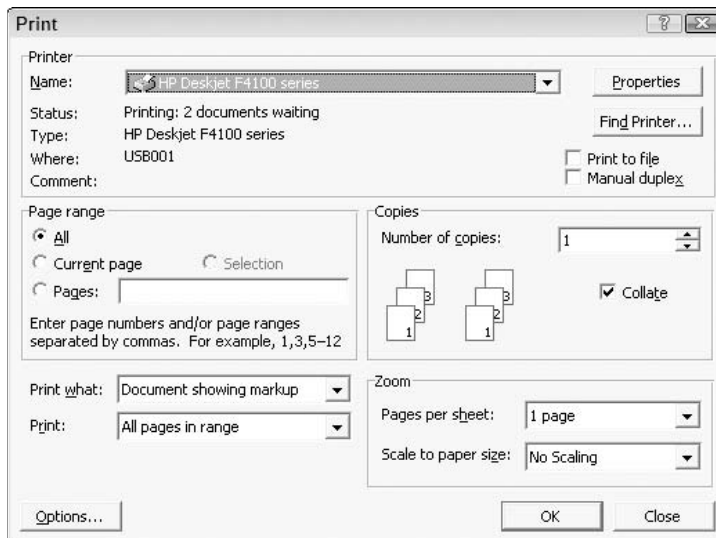 Print
Printer
Name: HP Deskjet F4100 series
Properties
Status: Printing: 2 documents waiting
Find Printer...
Type: HP Deskjet F4100 series
Where: USB001
Print to file
Comment:
Manual duplex
Page range
All
Current page
Selection
Pages:
Enter page numbers and/or page ranges
separated by commas. For example, 1,3,5–12
Copies
Number of copies: 1
3 3
2 2
1 1
Collate
Print what: Document showing markup
Print: All pages in range
Zoom
Pages per sheet: 1 page
Scale to paper size: No Scaling
Options...
OK
Close